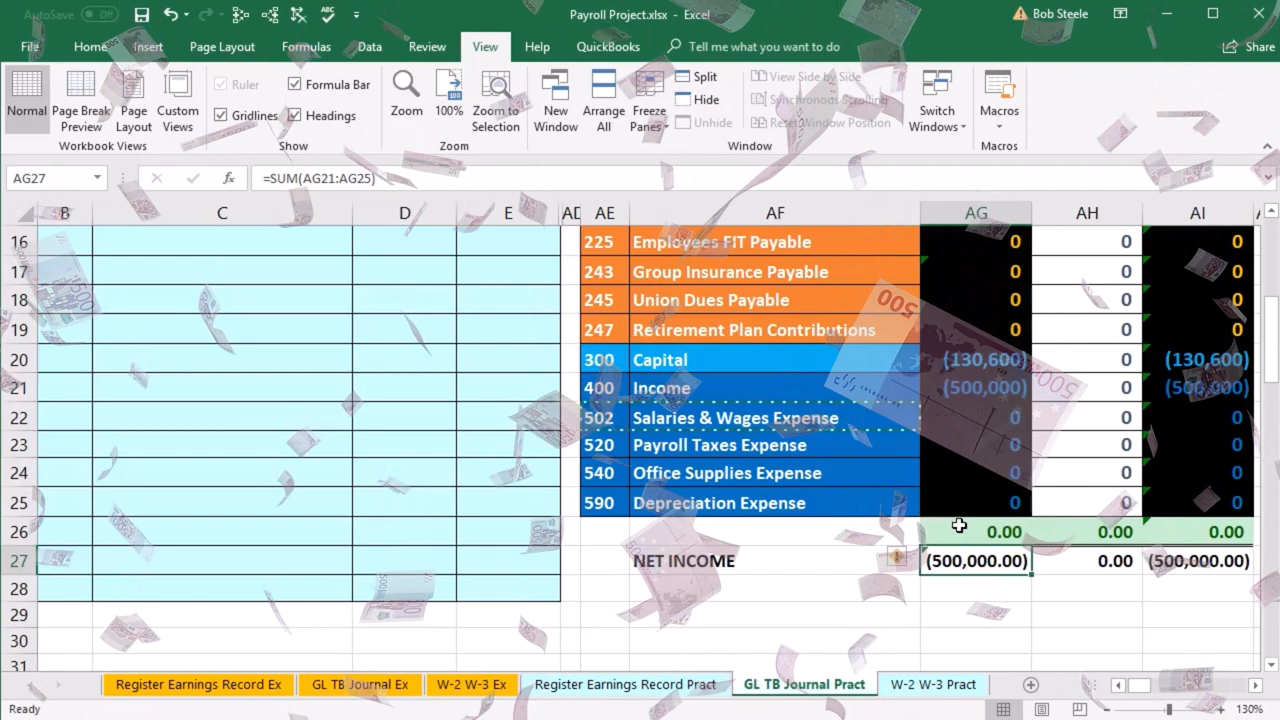 AutoSave Off Payroll Project.xlsx - Excel Bob Steele
File Home Insert Page Layout Formulas Data Review View Help QuickBooks Tell me what you want to do Share
Normal Page Break Preview Page Layout Custom Views Ruler Formula Bar Gridlines Headings Zoom 100% Zoom to Selection New Window Arrange All Freeze Panes Split Hide Unhide View Side by Side Synchronous Scrolling Reset Window Position Switch Windows Macros
Workbook Views Show Zoom Window Macros
AG27 fx =SUM(AG21:AG25)
B C D E AD AE AF AG AH AI
16 225 Employees FIT Payable 0 0 0
17 243 Group Insurance Payable 0 0 0
18 245 Union Dues Payable 0 0 0
19 247 Retirement Plan Contributions 0 0 0
20 300 Capital (130,600) 0 (130,600)
21 400 Income (500,000) 0 (500,000)
22 502 Salaries & Wages Expense 0 0 0
23 520 Payroll Taxes Expense 0 0 0
24 540 Office Supplies Expense 0 0 0
25 590 Depreciation Expense 0 0 0
26 0.00 0.00 0.00
27 NET INCOME (500,000.00) 0.00 (500,000.00)
28
29
30
31
Register Earnings Record Ex GL TB Journal Ex W-2 W-3 Ex Register Earnings Record Pract GL TB Journal Pract W-2 W-3 Pract
Ready 130%